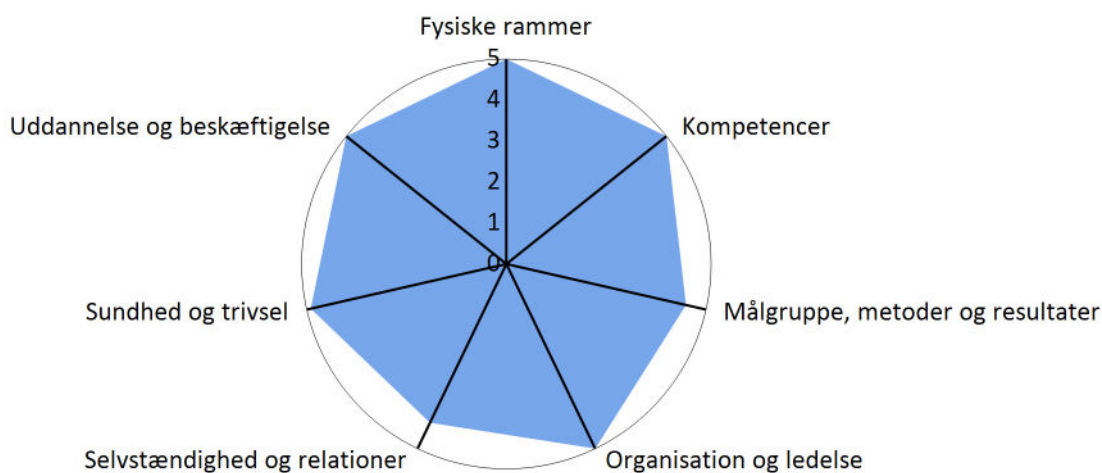 Fysiske rammer
5
4
3
2
1
0
Uddannelse og beskæftigelse
Kompetencer
Sundhed og trivsel
Målgruppe, metoder og resultater
Selvstændighed og relationer
Organisation og ledelse